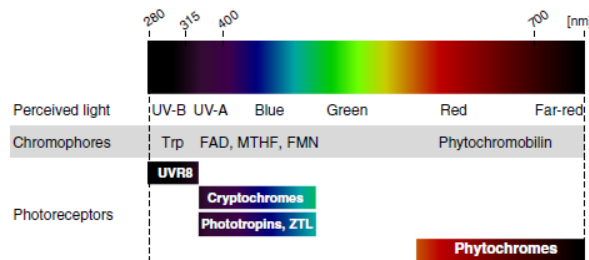 280 315 400 700 [nm]
Perceived light UV-B UV-A Blue Green Red Far-red
Chromophores Trp FAD, MTHF, FMN Phytochromobilin
UVR8
Cryptochromes
Photoreceptors Phototropins, ZTL
Phytochromes